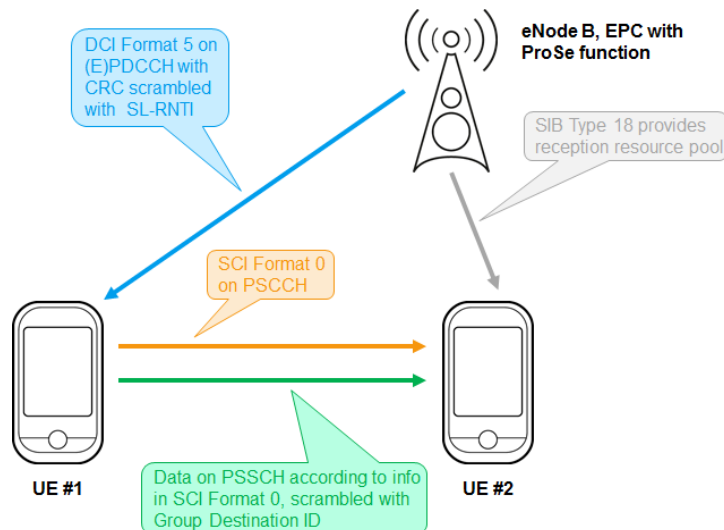 eNode B, EPC with
ProSe function
DCI Format 5 on
(E)PDCCH with
CRC scrambled
with SL-RNTI
SIB Type 18 provides
reception resource pool
SCI Format 0
on PSCCH
Data on PSSCH according to info
in SCI Format 0, scrambled with
Group Destination ID
UE #1
UE #2